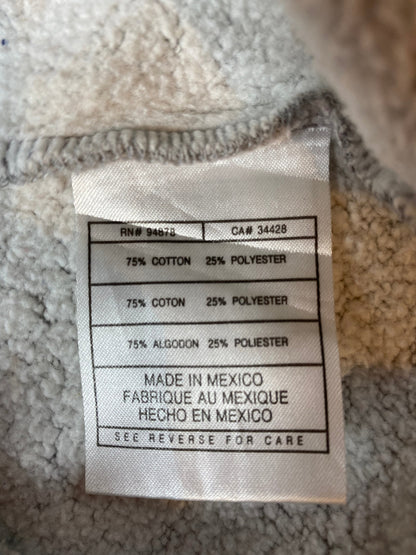 RN# 94878 CA# 34428
75% COTTON 25% POLYESTER
75% COTON 25% POLYESTER
75% ALGODON 25% POLIESTER
MADE IN MEXICO
FABRIQUE AU MEXIQUE
HECHO EN MEXICO
SEE REVERSE FOR CARE